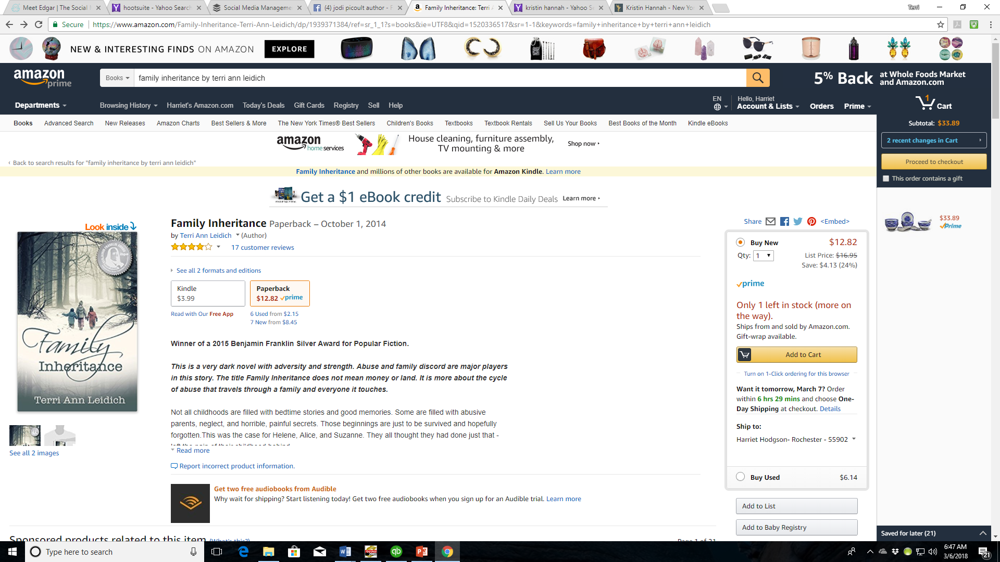 Meet Edgar | The Social
hootsuite - Yahoo Search
Social Media Manageme
(4) jodi picoult author - F
Family Inheritance: Terri A
kristin hannah - Yahoo S
Kristin Hannah - New Yor
Terri
Secure
https://www.amazon.com/Family-Inheritance-Terri-Ann-Leidich/dp/1939371384/ref=sr_1_1?s=books&ie=UTF8&qid=1520336517&sr=1-1&keywords=family+inheritance+by+terri+ann+leidich
NEW & INTERESTING FINDS ON AMAZON EXPLORE
amazon prime
Books
family inheritance by terri ann leidich
5% Back at Whole Foods Market and Amazon.com
Departments
Browsing History Harriet's Amazon.com Today's Deals Gift Cards Registry Sell Help
EN
Hello, Harriet
Account & Lists Orders Prime
1 Cart
Books Advanced Search New Releases Amazon Charts Best Sellers & More The New York Times® Best Sellers Children's Books Textbooks Textbook Rentals Sell Us Your Books Best Books of the Month Kindle eBooks
Subtotal: $33.89
2 recent changes in Cart
Proceed to checkout
This order contains a gift
$33.89
Prime
amazon home services
House cleaning, furniture assembly,
TV mounting & more
Shop now
‹ Back to search results for "family inheritance by terri ann leidich"
Family Inheritance and millions of other books are available for Amazon Kindle. Learn more
Get a $1 eBook credit Subscribe to Kindle Daily Deals Learn more
Look inside
Family
Inheritance
Terri Ann Leidich
See all 2 images
Family Inheritance Paperback – October 1, 2014
by Terri Ann Leidich (Author)
17 customer reviews
See all 2 formats and editions
Kindle
$3.99
Paperback
$12.82 prime
Read with Our Free App
6 Used from $2.15
7 New from $8.45
Winner of a 2015 Benjamin Franklin Silver Award for Popular Fiction.
This is a very dark novel with adversity and strength. Abuse and family discord are major players
in this story. The title Family Inheritance does not mean money or land. It is more about the cycle
of abuse that travels through a family and everyone it touches.
Not all childhoods are filled with bedtime stories and good memories. Some are filled with abusive
parents, neglect, and horrible, painful secrets. Those beginnings are just to be survived and hopefully
forgotten.This was the case for Helene, Alice, and Suzanne. They all thought they had done just that -
Read more
Report incorrect product information.
Get two free audiobooks from Audible
Why wait for shipping? Start listening today! Get two free audiobooks when you sign up for an Audible trial. Learn more
Sponsored products related to this item (What's this?)
Page 1 of 21
Share <Embed>
Buy New $12.82
Qty: 1
List Price: $16.95
Save: $4.13 (24%)
prime
Only 1 left in stock (more on
the way).
Ships from and sold by Amazon.com.
Gift-wrap available.
Add to Cart
Turn on 1-Click ordering for this browser
Want it tomorrow, March 7? Order
within 6 hrs 29 mins and choose One-
Day Shipping at checkout. Details
Ship to:
Harriet Hodgson- Rochester - 55902
Buy Used $6.14
Add to List
Add to Baby Registry
Saved for later (21)
Type here to search
6:47 AM
3/6/2018
21